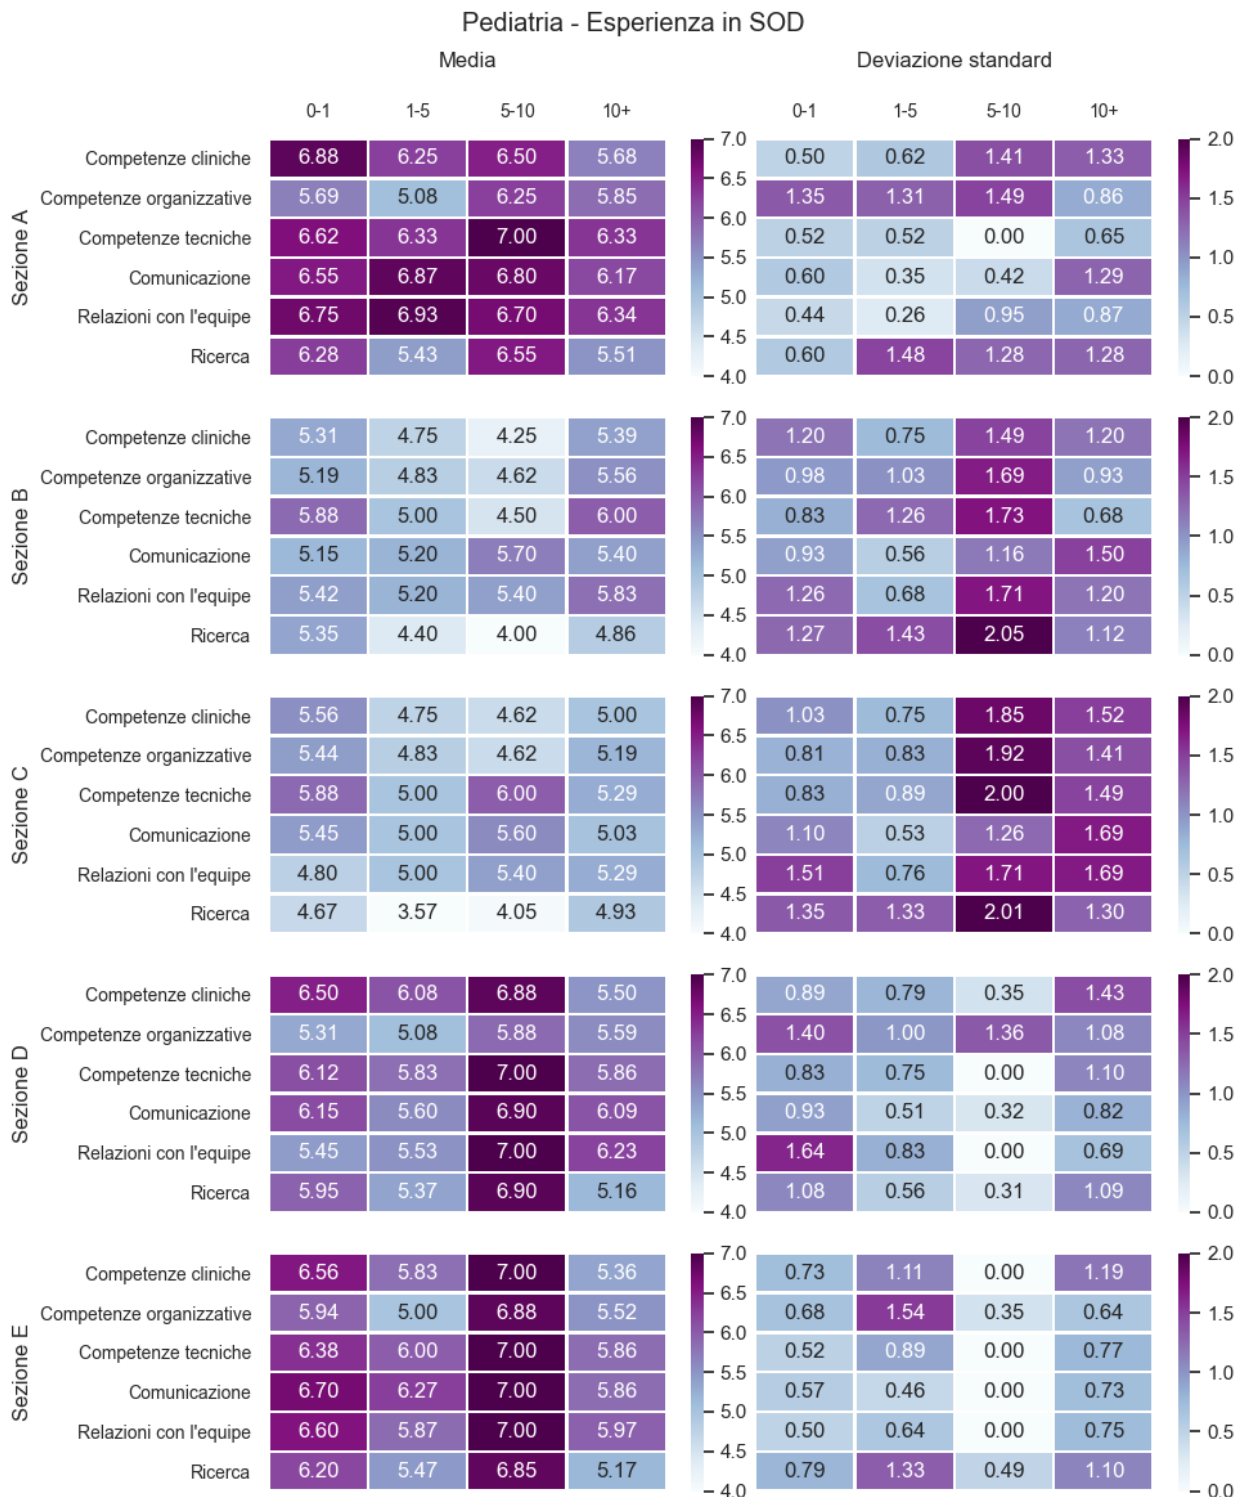 Pediatria - Esperienza in SOD
Media Deviazione standard
0-1 1-5 5-10 10+ 0-1 1-5 5-10 10+
Sezione A
Competenze cliniche 6.88 6.25 6.50 5.68 7.0 0.50 0.62 1.41 1.33 2.0
6.5
Competenze organizzative 5.69 5.08 6.25 5.85 1.35 1.31 1.49 0.86 1.5
6.0
Competenze tecniche 6.62 6.33 7.00 6.33 0.52 0.52 0.00 0.65
5.5 1.0
Comunicazione 6.55 6.87 6.80 6.17 0.60 0.35 0.42 1.29
5.0
Relazioni con l'equipe 6.75 6.93 6.70 6.34 0.44 0.26 0.95 0.87 0.5
4.5
Ricerca 6.28 5.43 6.55 5.51 0.60 1.48 1.28 1.28
4.0 0.0
Sezione B
Competenze cliniche 5.31 4.75 4.25 5.39 7.0 1.20 0.75 1.49 1.20 2.0
6.5
Competenze organizzative 5.19 4.83 4.62 5.56 0.98 1.03 1.69 0.93 1.5
6.0
Competenze tecniche 5.88 5.00 4.50 6.00 0.83 1.26 1.73 0.68
5.5 1.0
Comunicazione 5.15 5.20 5.70 5.40 0.93 0.56 1.16 1.50
5.0
Relazioni con l'equipe 5.42 5.20 5.40 5.83 1.26 0.68 1.71 1.20 0.5
4.5
Ricerca 5.35 4.40 4.00 4.86 1.27 1.43 2.05 1.12
4.0 0.0
Sezione C
Competenze cliniche 5.56 4.75 4.62 5.00 7.0 1.03 0.75 1.85 1.52 2.0
6.5
Competenze organizzative 5.44 4.83 4.62 5.19 0.81 0.83 1.92 1.41 1.5
6.0
Competenze tecniche 5.88 5.00 6.00 5.29 0.83 0.89 2.00 1.49
5.5 1.0
Comunicazione 5.45 5.00 5.60 5.03 1.10 0.53 1.26 1.69
5.0
Relazioni con l'equipe 4.80 5.00 5.40 5.29 1.51 0.76 1.71 1.69 0.5
4.5
Ricerca 4.67 3.57 4.05 4.93 1.35 1.33 2.01 1.30
4.0 0.0
Sezione D
Competenze cliniche 6.50 6.08 6.88 5.50 7.0 0.89 0.79 0.35 1.43 2.0
6.5
Competenze organizzative 5.31 5.08 5.88 5.59 1.40 1.00 1.36 1.08 1.5
6.0
Competenze tecniche 6.12 5.83 7.00 5.86 0.83 0.75 0.00 1.10
5.5 1.0
Comunicazione 6.15 5.60 6.90 6.09 0.93 0.51 0.32 0.82
5.0
Relazioni con l'equipe 5.45 5.53 7.00 6.23 1.64 0.83 0.00 0.69 0.5
4.5
Ricerca 5.95 5.37 6.90 5.16 1.08 0.56 0.31 1.09
4.0 0.0
Sezione E
Competenze cliniche 6.56 5.83 7.00 5.36 7.0 0.73 1.11 0.00 1.19 2.0
6.5
Competenze organizzative 5.94 5.00 6.88 5.52 0.68 1.54 0.35 0.64 1.5
6.0
Competenze tecniche 6.38 6.00 7.00 5.86 0.52 0.89 0.00 0.77
5.5 1.0
Comunicazione 6.70 6.27 7.00 5.86 0.57 0.46 0.00 0.73
5.0
Relazioni con l'equipe 6.60 5.87 7.00 5.97 0.50 0.64 0.00 0.75 0.5
4.5
Ricerca 6.20 5.47 6.85 5.17 0.79 1.33 0.49 1.10
4.0 0.0